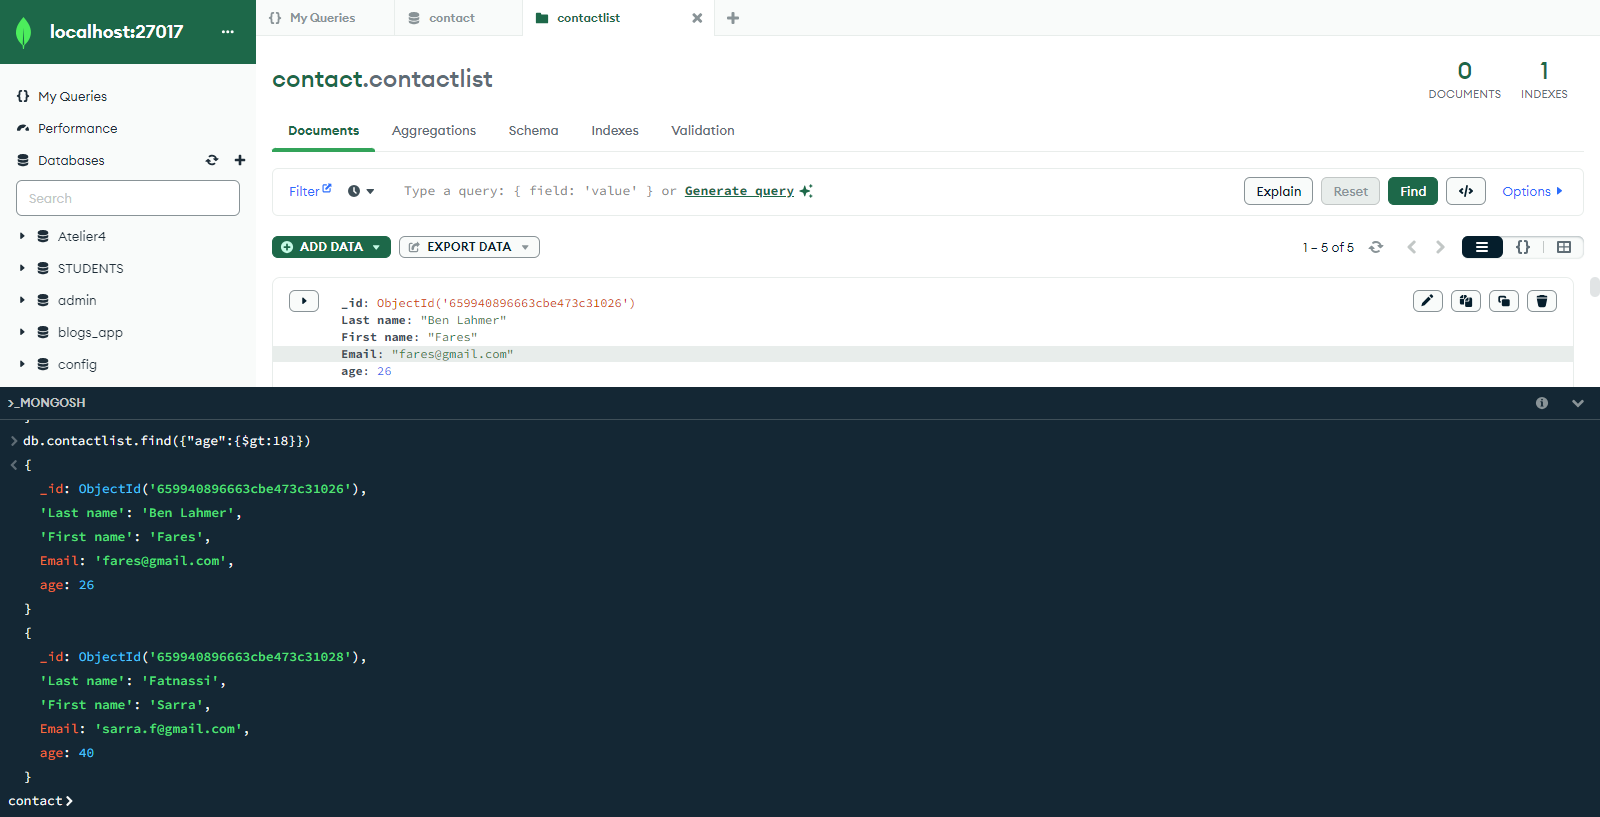 localhost:27017 ...
{} My Queries
contact
contactlist
My Queries
Performance
Databases
Search
Atelier4
STUDENTS
admin
blogs_app
config
contact.contactlist
0
DOCUMENTS
1
INDEXES
Documents Aggregations Schema Indexes Validation
Filter Type a query: { field: 'value' } or Generate query Explain Reset Find </> Options
ADD DATA EXPORT DATA 1 – 5 of 5 {}
_id: ObjectId('659940896663cbe473c31026')
Last name: "Ben Lahmer"
First name: "Fares"
Email: "fares@gmail.com"
age: 26
>_MONGOSH
> db.contactlist.find({"age":{$gt:18}})
< {
_id: ObjectId('659940896663cbe473c31026'),
'Last name': 'Ben Lahmer',
'First name': 'Fares',
Email: 'fares@gmail.com',
age: 26
}
{
_id: ObjectId('659940896663cbe473c31028'),
'Last name': 'Fatnassi',
'First name': 'Sarra',
Email: 'sarra.f@gmail.com',
age: 40
}
contact>